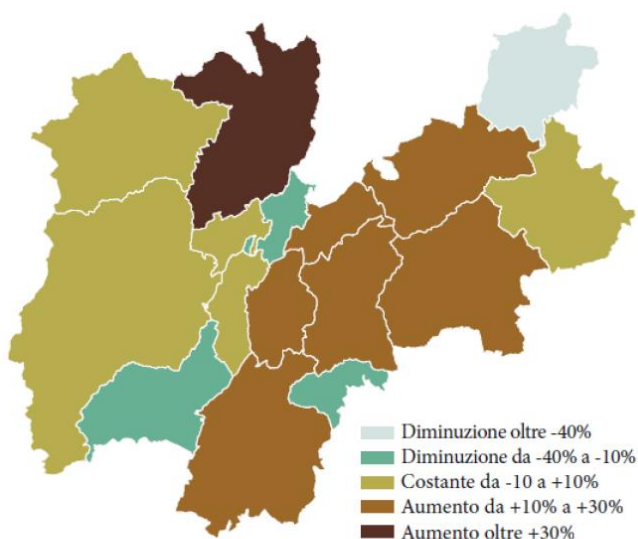 Diminuzione oltre -40%
Diminuzione da -40% a -10%
Costante da -10 a +10%
Aumento da +10% a +30%
Aumento oltre +30%